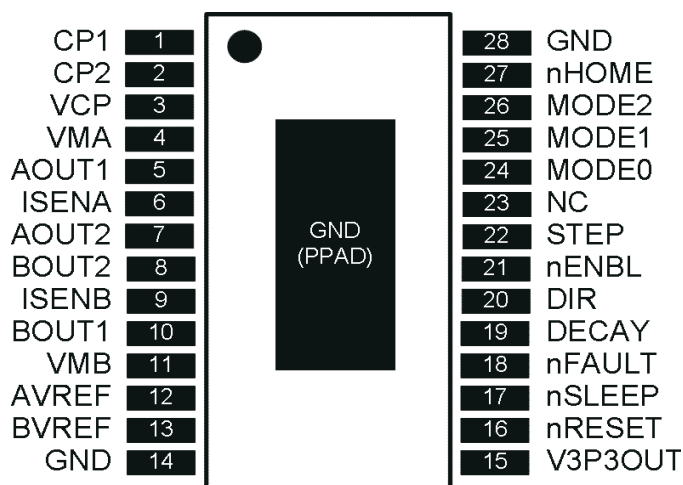 CP1 1 28 GND
CP2 2 27 nHOME
VCP 3 26 MODE2
VMA 4 25 MODE1
AOUT1 5 24 MODE0
ISENA 6 23 NC
AOUT2 7 GND 22 STEP
(PPAD)
BOUT2 8 21 nENBL
ISENB 9 20 DIR
BOUT1 10 19 DECAY
VMB 11 18 nFAULT
AVREF 12 17 nSLEEP
BVREF 13 16 nRESET
GND 14 15 V3P3OUT